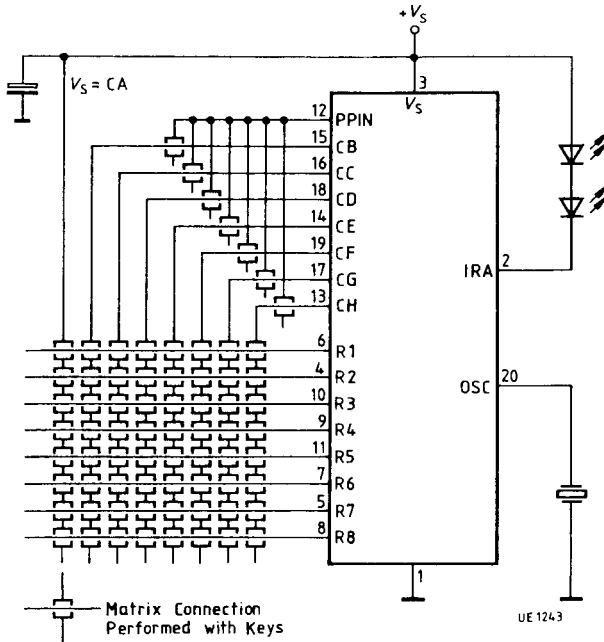 +VS
VS = CA
3
VS
12 PPIN
15 CB
16 CC
18 CD
14 CE
19 CF
17 CG
13 CH
2
IRA
6 R1
4 R2
10 R3
9 R4
11 R5
7 R6
5 R7
8 R8
20
OSC
1
Matrix Connection
Performed with Keys
UE 1243